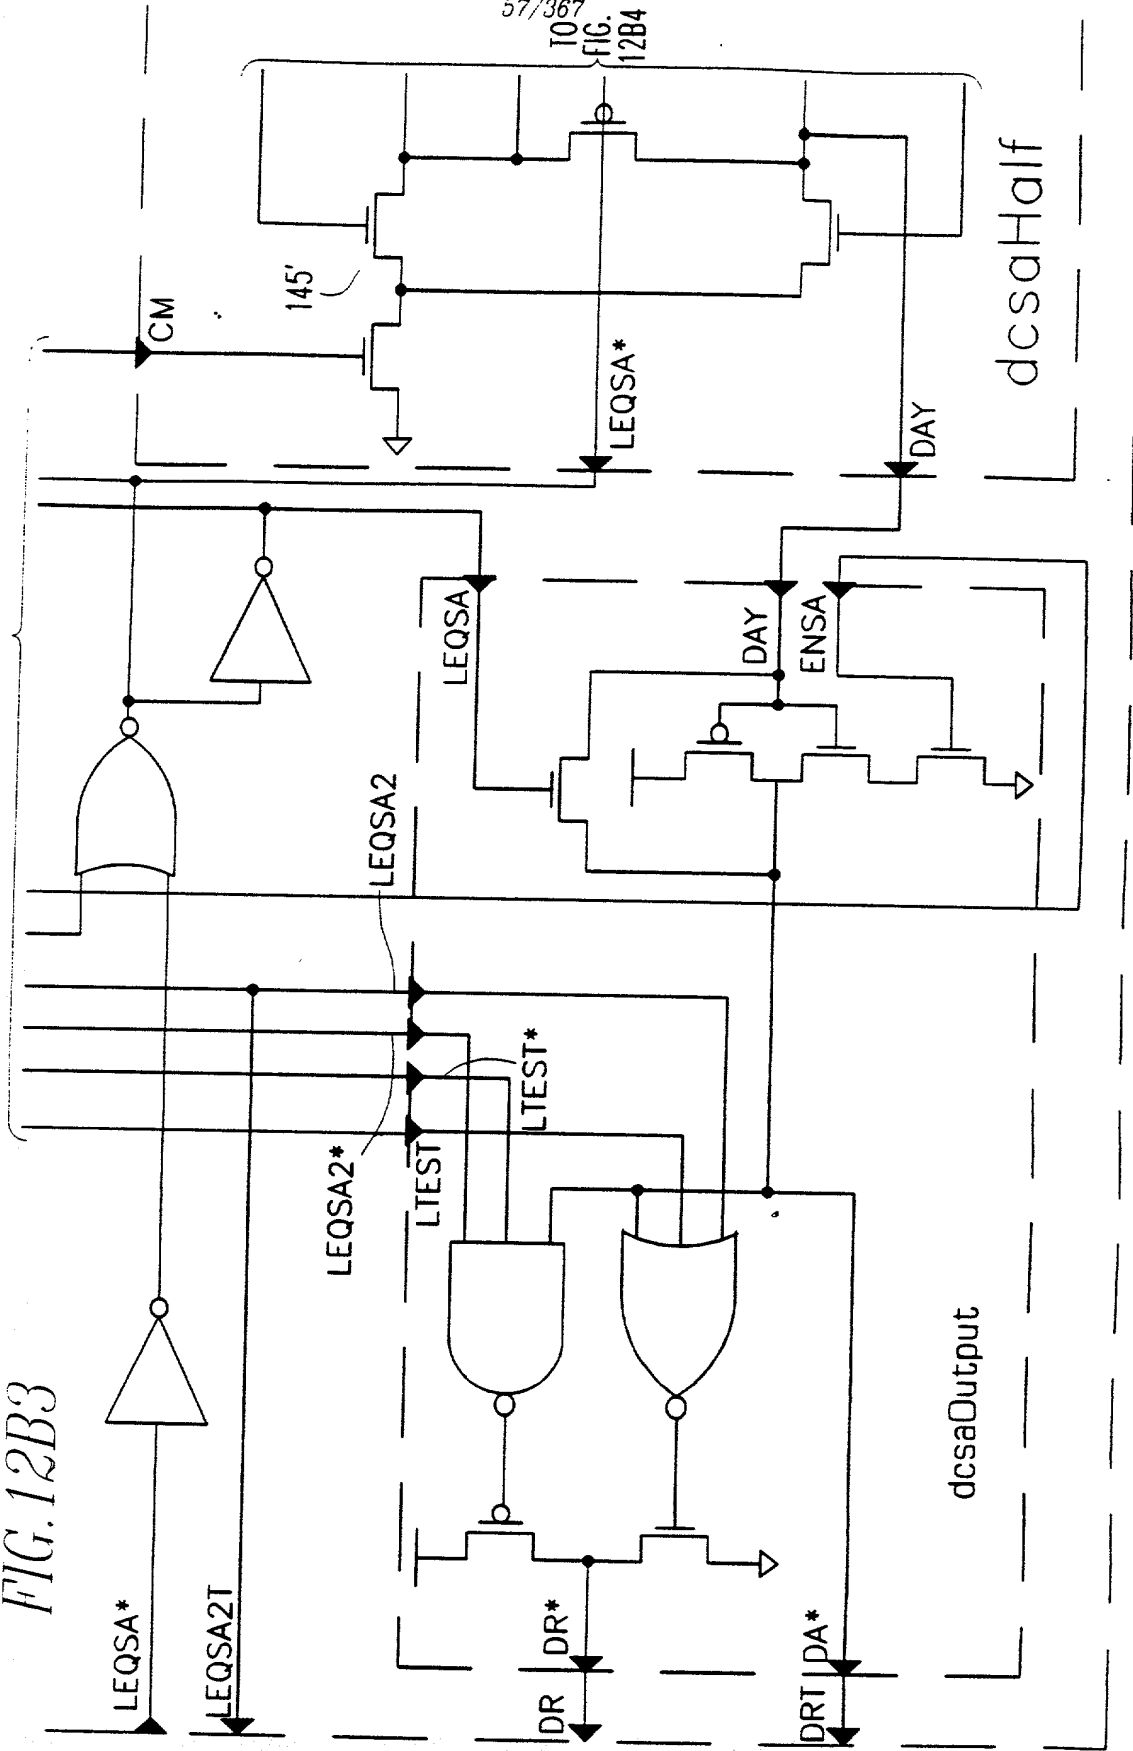 57/367
TO
FIG.
12B4
FIG. 12B3
CM
145'
LEQSA*
DAY
dcsaHalf
LEQSA
DAY
ENSA
LEQSA2
LTEST*
LEQSA2*
LTEST
dcsaOutput
LEQSA*
LEQSA2T
DR*
DR
DA*
DRT